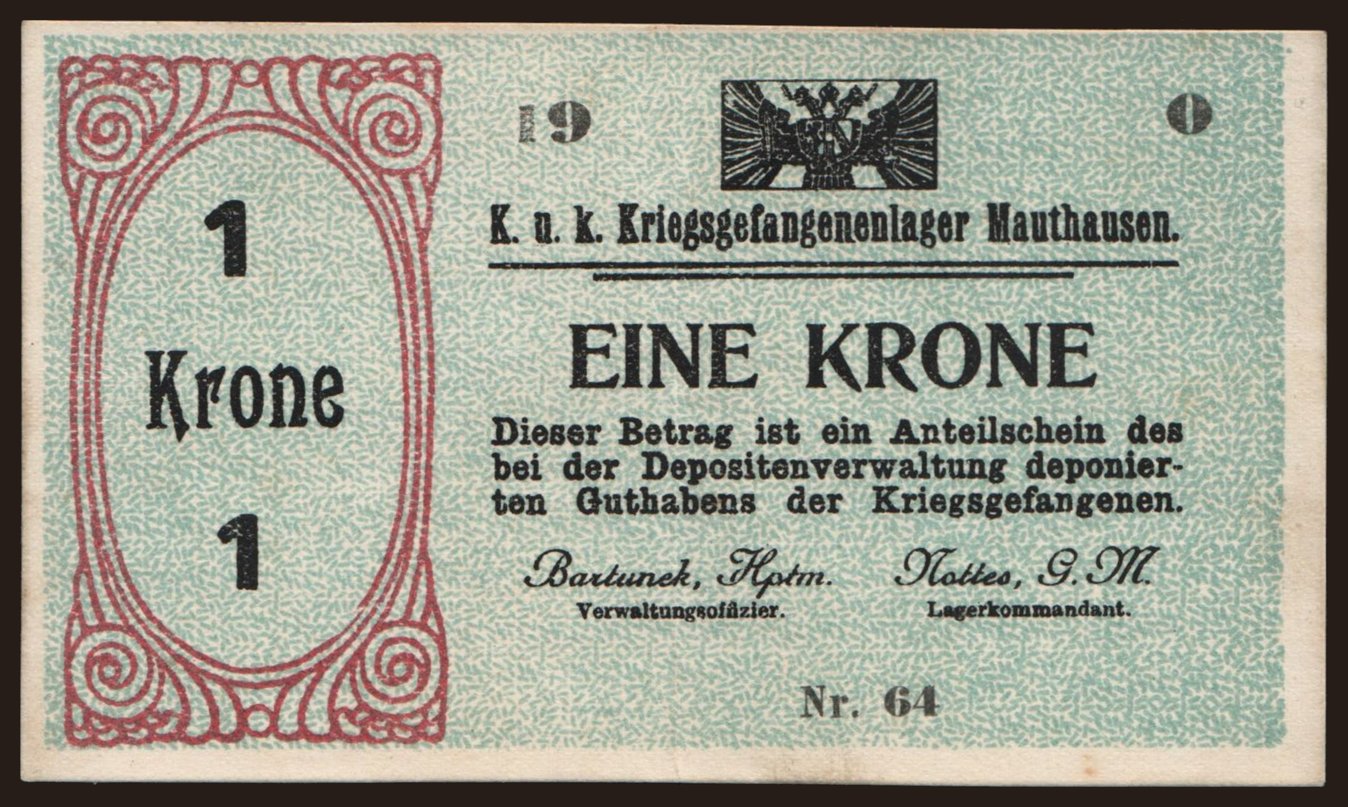 19 0
K. u. k. Kriegsgefangenenlager Mauthausen.
1
Krone
1
EINE KRONE
Dieser Betrag ist ein Anteilschein des
bei der Depositenverwaltung deponier-
ten Guthabens der Kriegsgefangenen.
Bartunek, Hptm. Nottes, G. M.
Verwaltungsoffizier. Lagerkommandant.
Nr. 64